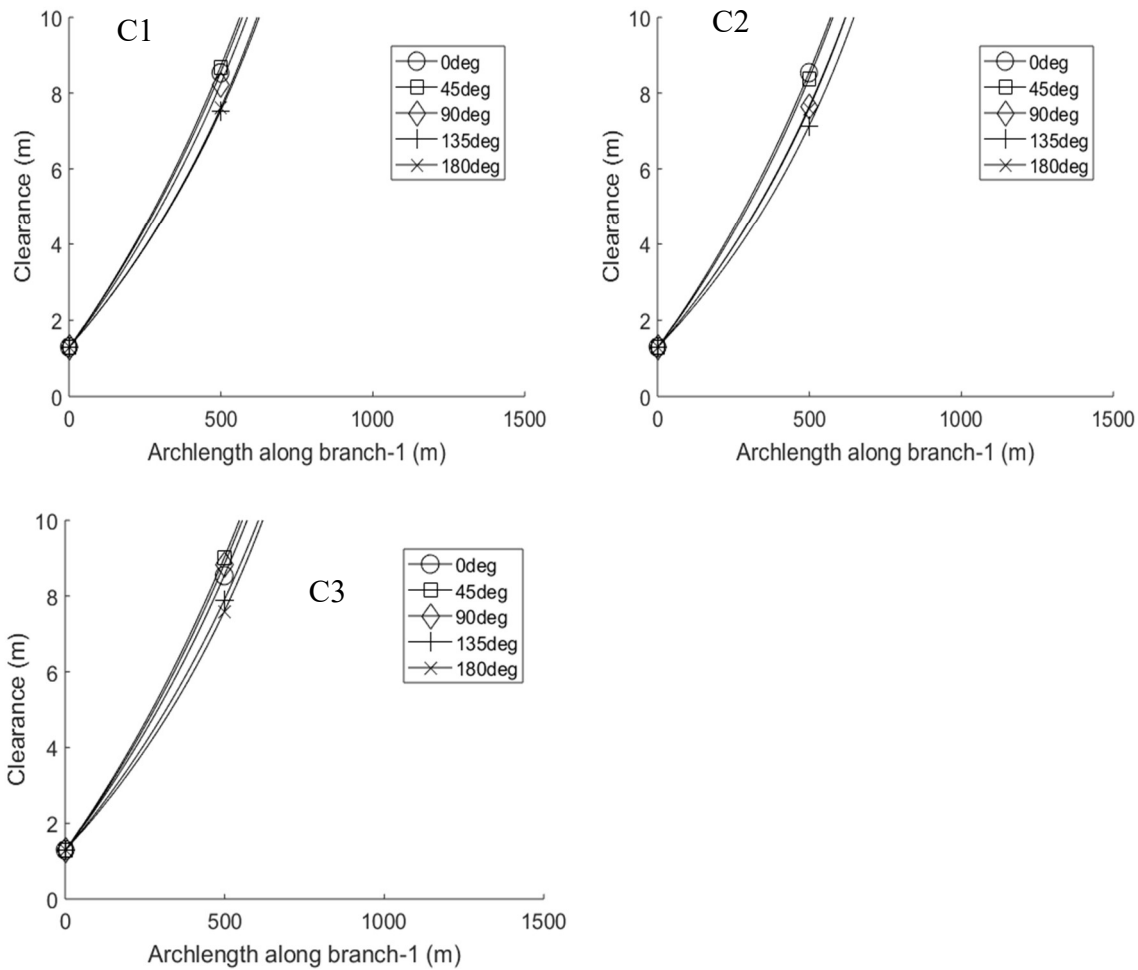 C1
10
8
6
4
2
0
Clearance (m)
0 500 1000 1500
Archlength along branch-1 (m)
0deg
45deg
90deg
135deg
180deg
C2
10
8
6
4
2
0
Clearance (m)
0 500 1000 1500
Archlength along branch-1 (m)
0deg
45deg
90deg
135deg
180deg
C3
10
8
6
4
2
0
Clearance (m)
0 500 1000 1500
Archlength along branch-1 (m)
0deg
45deg
90deg
135deg
180deg